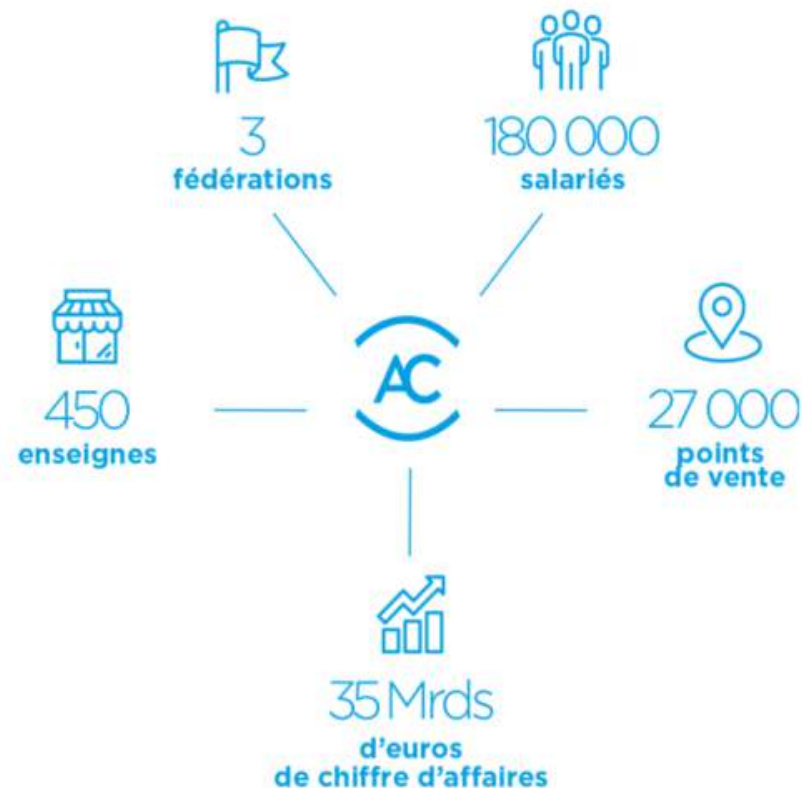 3
fédérations
180 000
salariés
450
enseignes
AC
27 000
points
de vente
35 Mrds
d'euros
de chiffre d'affaires